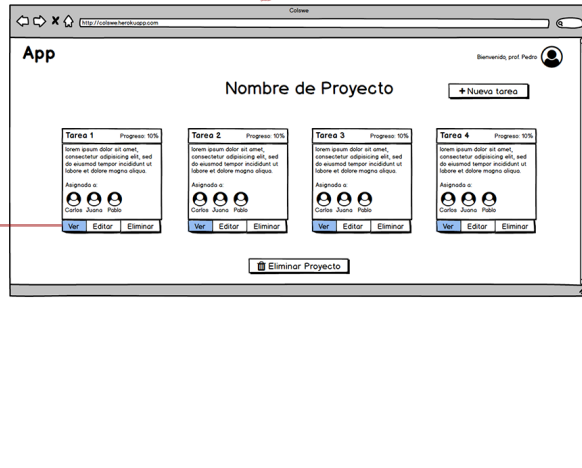 Colswe
http://colswe.herokuapp.com
App
Bienvenido, prof. Pedro
Nombre de Proyecto
+ Nueva tarea
Tarea 1 Progreso: 10%
lorem ipsum dolor sit amet,
consectetur adipisicing elit, sed
do eiusmod tempor incididunt ut
labore et dolore magna aliqua.
Asignada a:
Carlos Juana Pablo
Ver Editar Eliminar
Tarea 2 Progreso: 10%
lorem ipsum dolor sit amet,
consectetur adipisicing elit, sed
do eiusmod tempor incididunt ut
labore et dolore magna aliqua.
Asignada a:
Carlos Juana Pablo
Ver Editar Eliminar
Tarea 3 Progreso: 10%
lorem ipsum dolor sit amet,
consectetur adipisicing elit, sed
do eiusmod tempor incididunt ut
labore et dolore magna aliqua.
Asignada a:
Carlos Juana Pablo
Ver Editar Eliminar
Tarea 4 Progreso: 10%
lorem ipsum dolor sit amet,
consectetur adipisicing elit, sed
do eiusmod tempor incididunt ut
labore et dolore magna aliqua.
Asignada a:
Carlos Juana Pablo
Ver Editar Eliminar
Eliminar Proyecto